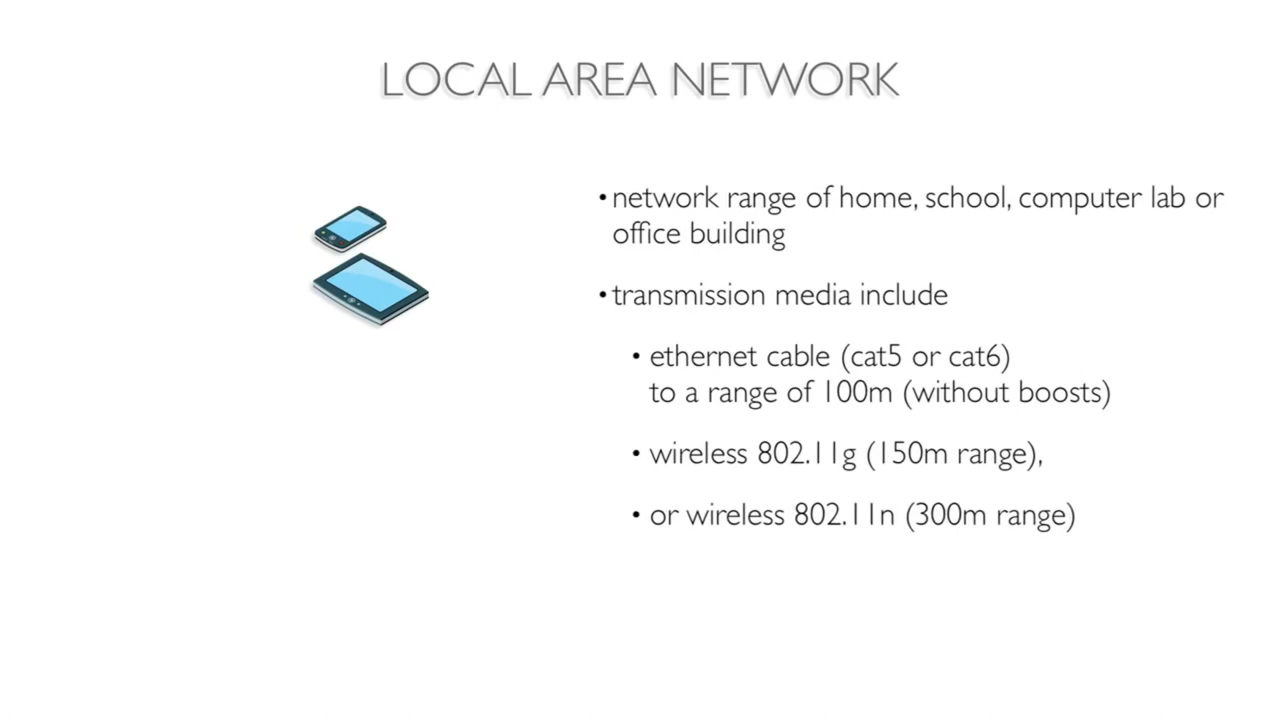 LOCAL AREA NETWORK
•network range of home, school, computer lab or
office building
•transmission media include
• ethernet cable (cat5 or cat6)
to a range of 100m (without boosts)
• wireless 802.11g (150m range),
• or wireless 802.11n (300m range)